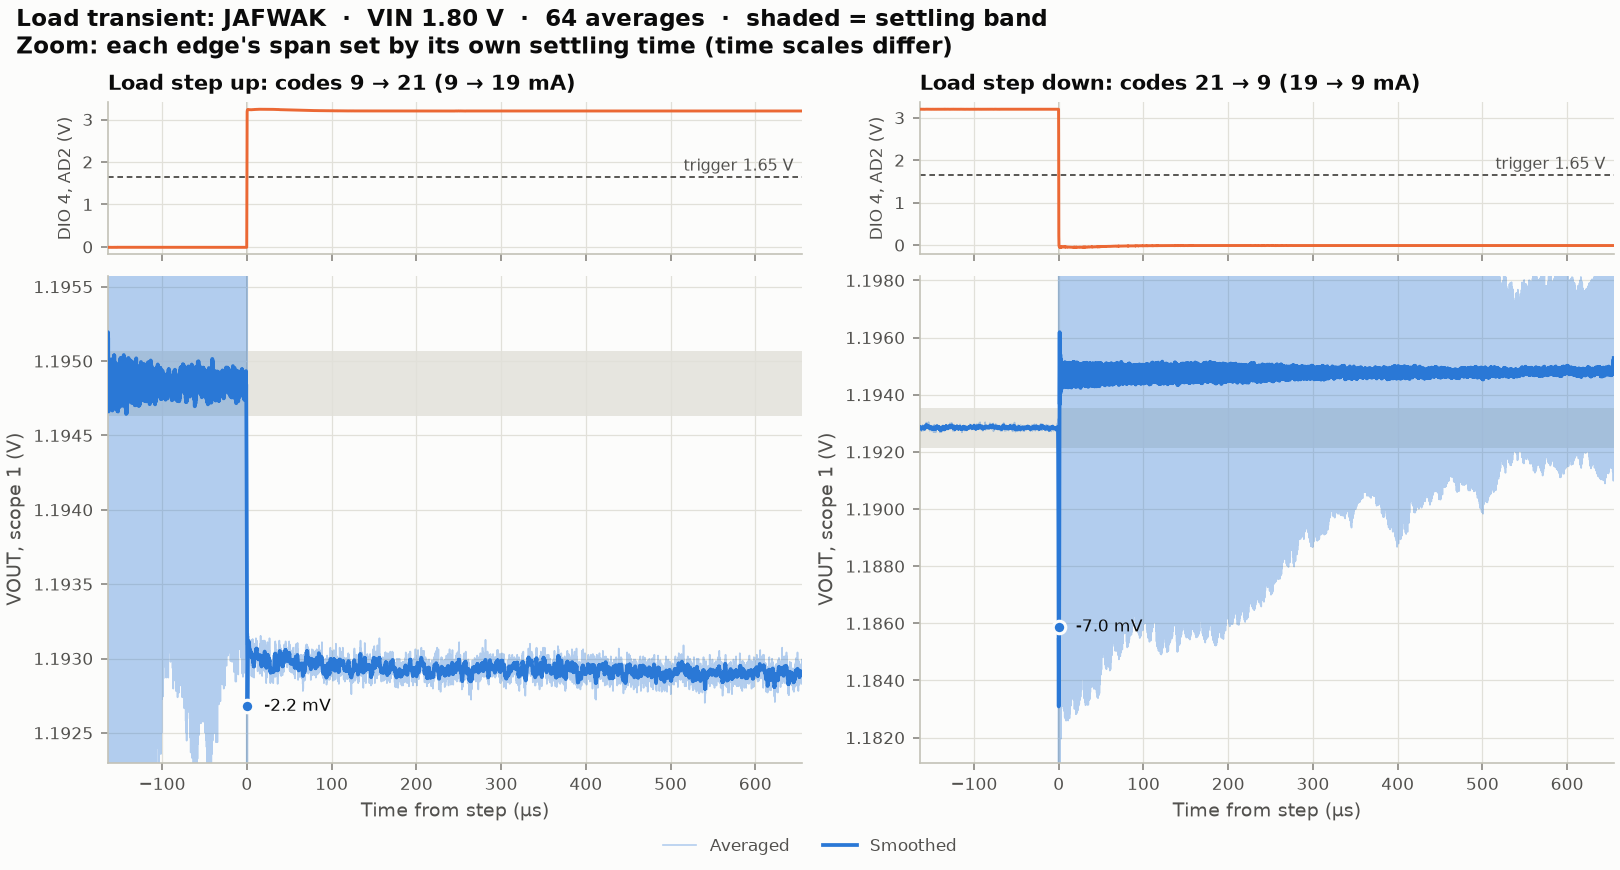 Load transient: JAFWAK · VIN 1.80 V · 64 averages · shaded = settling band
Zoom: each edge's span set by its own settling time (time scales differ)
Load step up: codes 9 → 21 (9 → 19 mA)
DIO 4, AD2 (V)
3
2
1
0
trigger 1.65 V
VOUT, scope 1 (V)
1.1955
1.1950
1.1945
1.1940
1.1935
1.1930
1.1925
-2.2 mV
−100
0
100
200
300
400
500
600
Time from step (µs)
Load step down: codes 21 → 9 (19 → 9 mA)
DIO 4, AD2 (V)
3
2
1
0
trigger 1.65 V
VOUT, scope 1 (V)
1.1980
1.1960
1.1940
1.1920
1.1900
1.1880
1.1860
1.1840
1.1820
-7.0 mV
−100
0
100
200
300
400
500
600
Time from step (µs)
Averaged
Smoothed